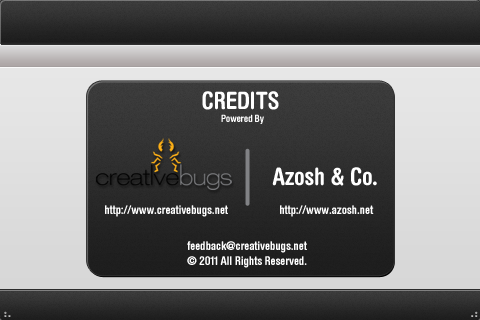 CREDITS
Powered By
creativebugs
Azosh & Co.
http://www.creativebugs.net
http://www.azosh.net
feedback@creativebugs.net
© 2011 All Rights Reserved.